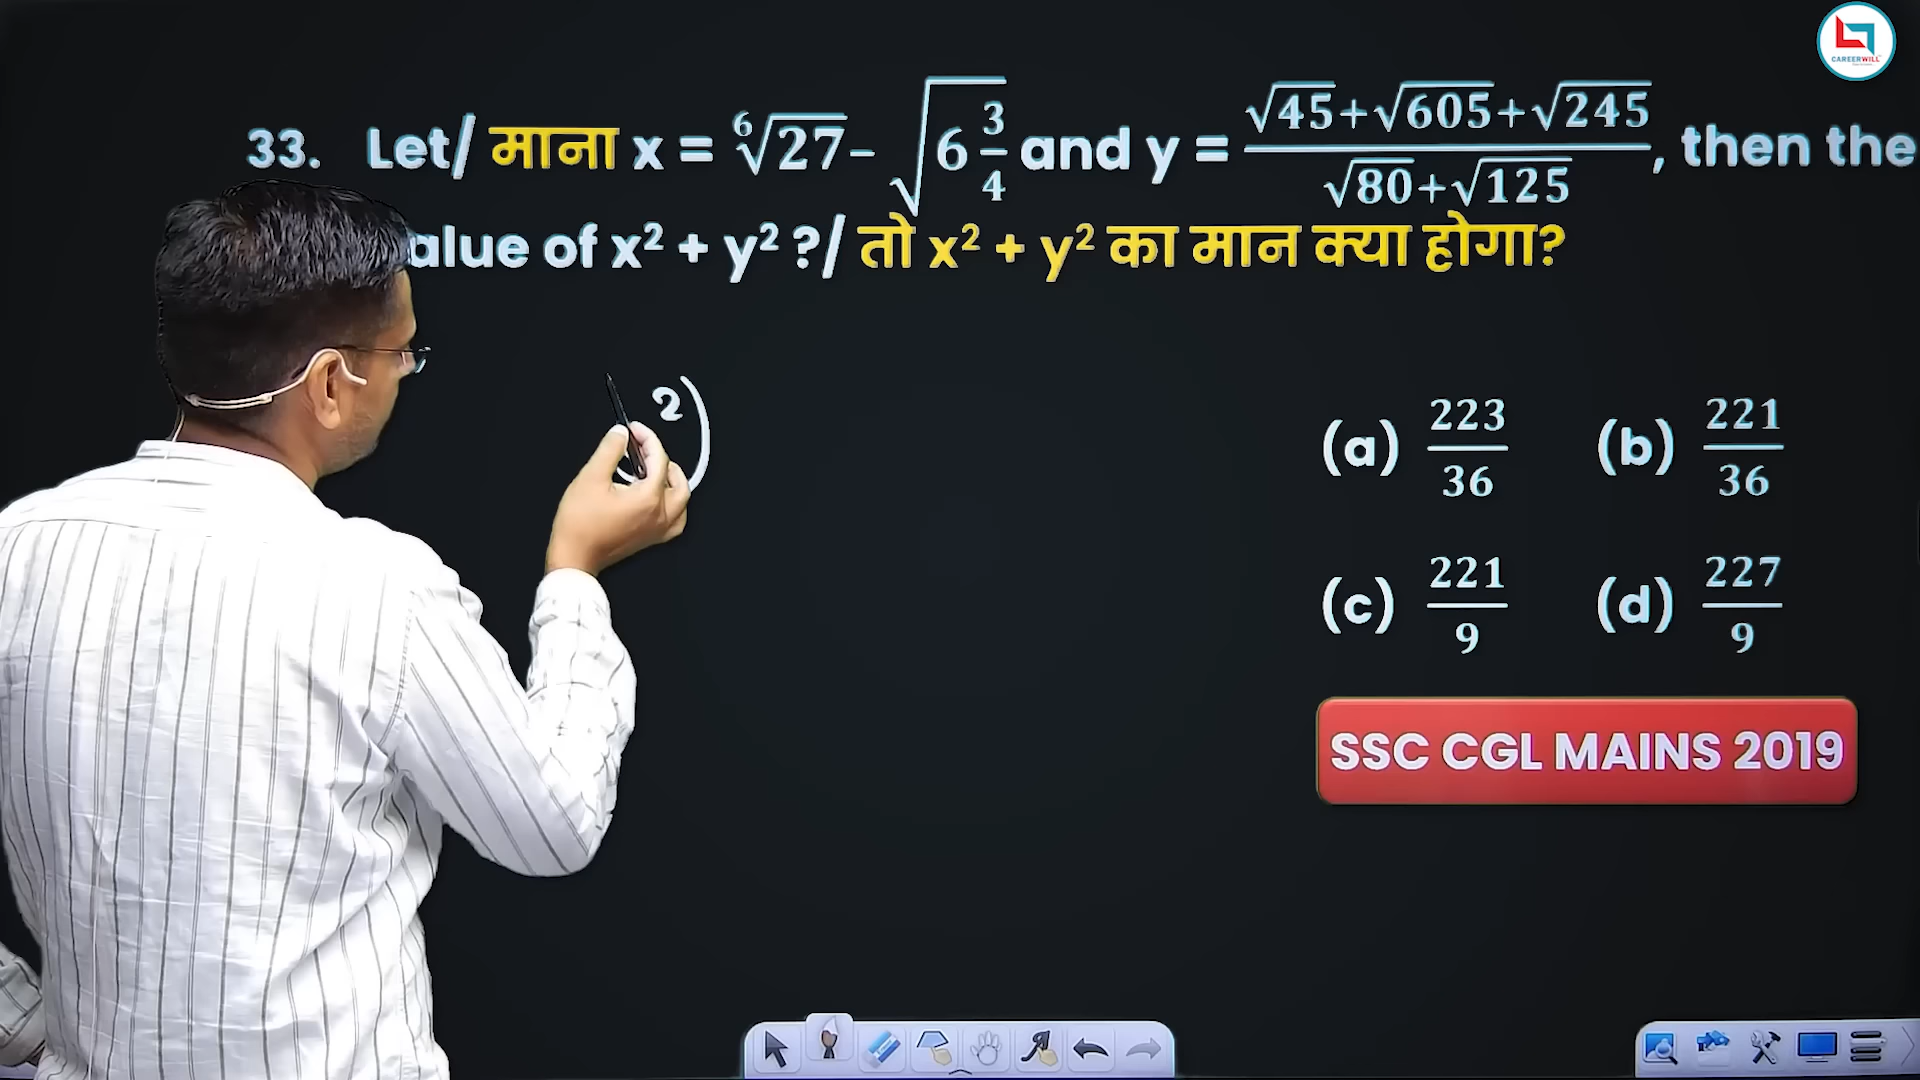 33. Let/ माना x = ⁶√27 − √(6 3/4) and y = (√45+√605+√245)/(√80+√125), then the
alue of x² + y² ?/ तो x² + y² का मान क्या होगा?
2)
(a) 223/36 (b) 221/36
(c) 221/9 (d) 227/9
SSC CGL MAINS 2019
CAREERWILL